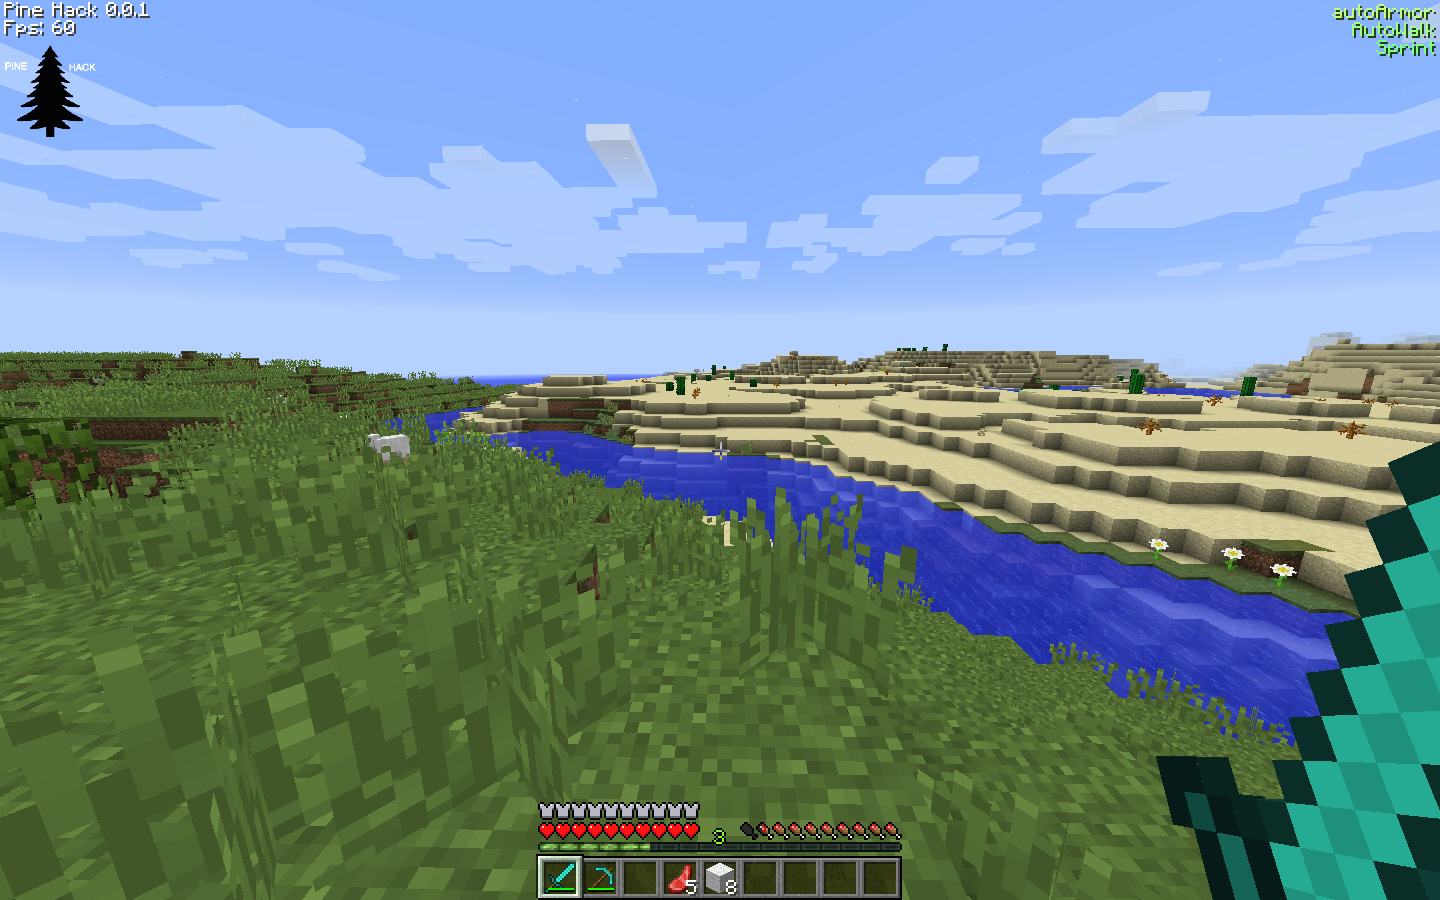 Pine Hack 0.0.1
Fps: 60
PINE HACK
autoArmor
AutoWalk
Sprint
3
5
8